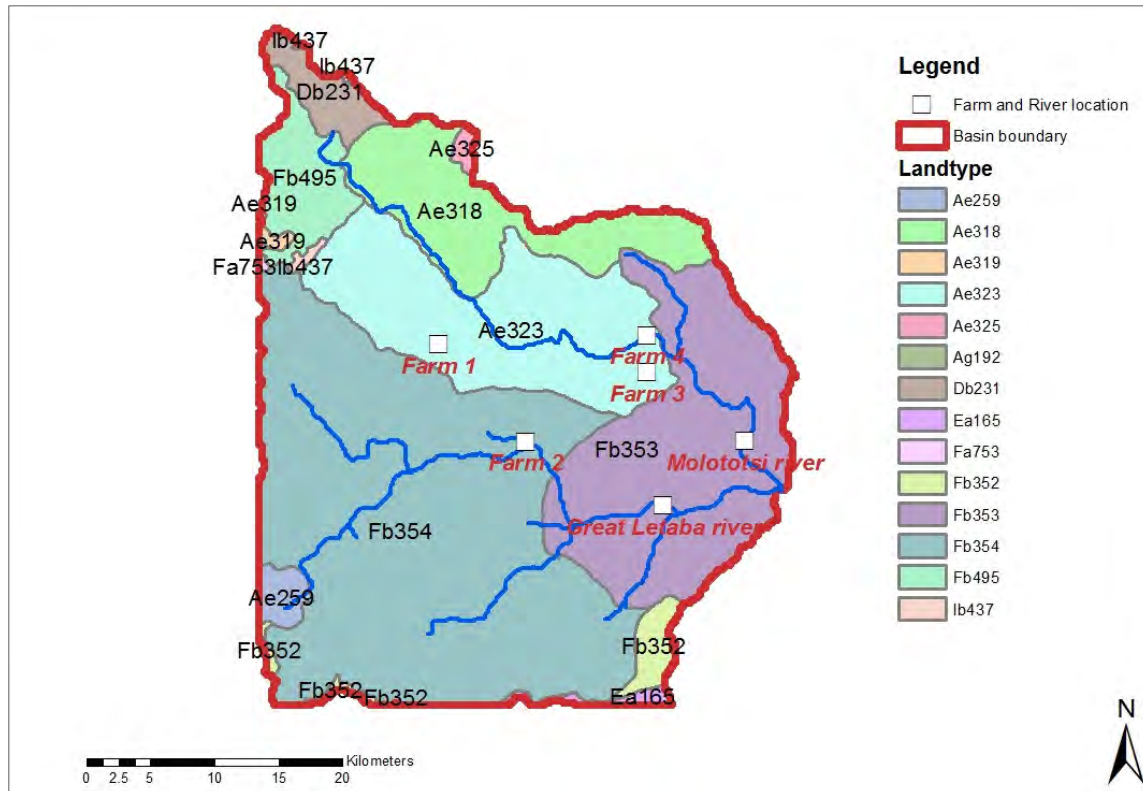 Ib437
Ib437
Db231
Ae325
Fb495
Ae319
Ae318
Ae319
Fa753
Ib437
Ae323
Farm 1
Farm 4
Farm 3
Farm 2
Fb353
Molototsi river
Great Letaba river
Fb354
Ae259
Fb352
Fb352
Fb352
Fb352
Ea165
Legend
Farm and River location
Basin boundary
Landtype
Ae259
Ae318
Ae319
Ae323
Ae325
Ag192
Db231
Ea165
Fa753
Fb352
Fb353
Fb354
Fb495
Ib437
N
Kilometers
0 2.5 5 10 15 20